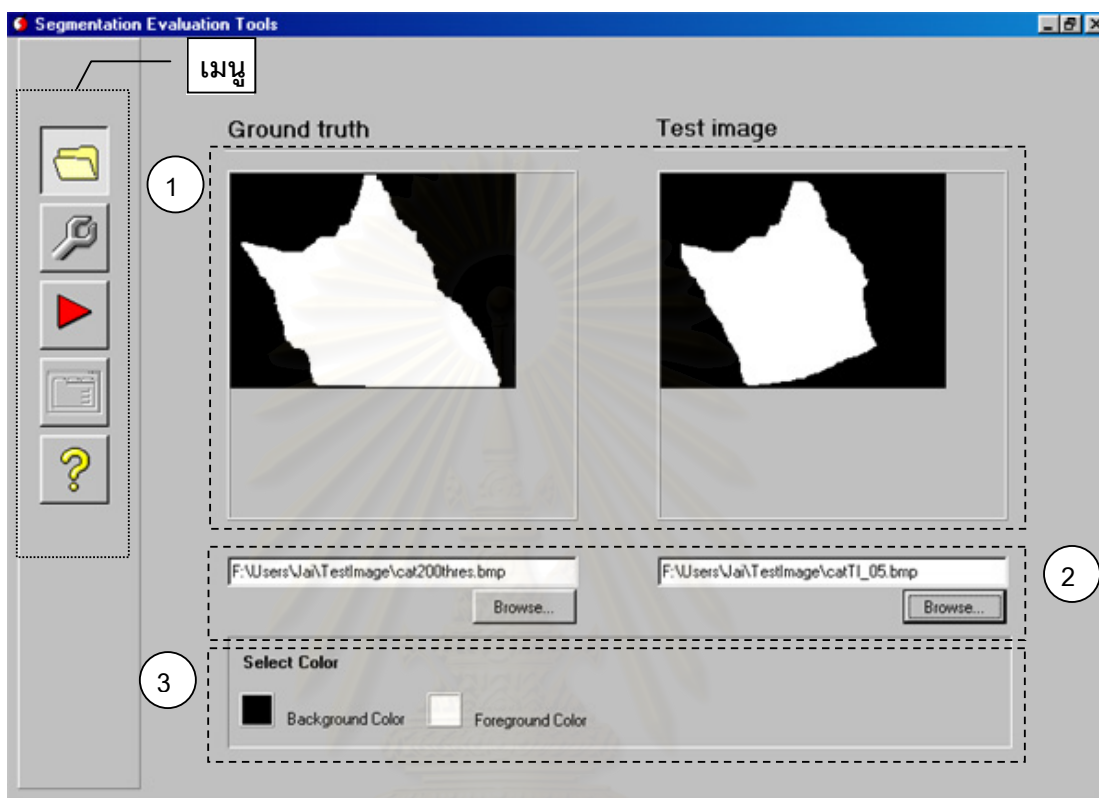 Segmentation Evaluation Tools
เมนู
Ground truth
Test image
1
F:\Users\Jai\TestImage\cat200thres.bmp
F:\Users\Jai\TestImage\catTI_05.bmp
2
Browse...
Browse...
3
Select Color
Background Color
Foreground Color